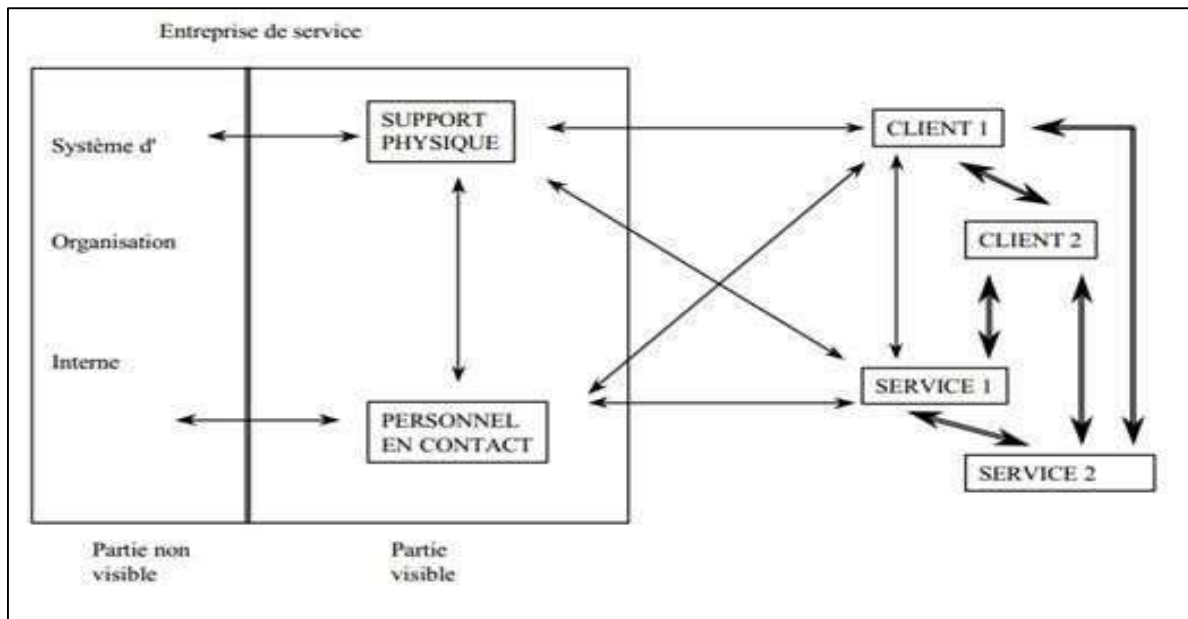 Entreprise de service
SUPPORT
PHYSIQUE
CLIENT 1
Système d'
Organisation
CLIENT 2
Interne
SERVICE 1
PERSONNEL
EN CONTACT
SERVICE 2
Partie non
visible
Partie
visible